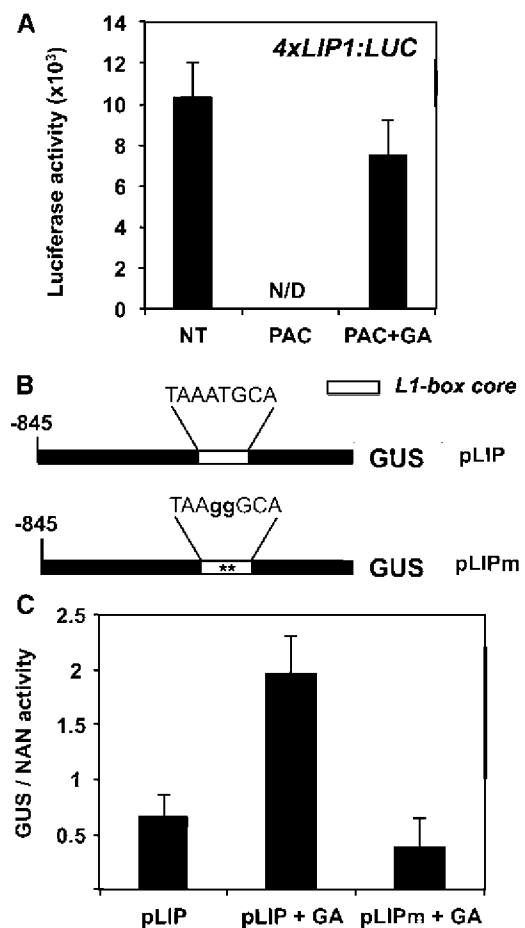 A
4xLIP1:LUC
Luciferase activity (x10³)
14
12
10
8
6
4
2
0
N/D
NT PAC PAC+GA
B
TAAATGCA
L1-box core
-845
GUS pLIP
TAAggGCA
-845
**
GUS pLIPm
C
GUS / NAN activity
2.5
2
1.5
1
0.5
pLIP pLIP + GA pLIPm + GA